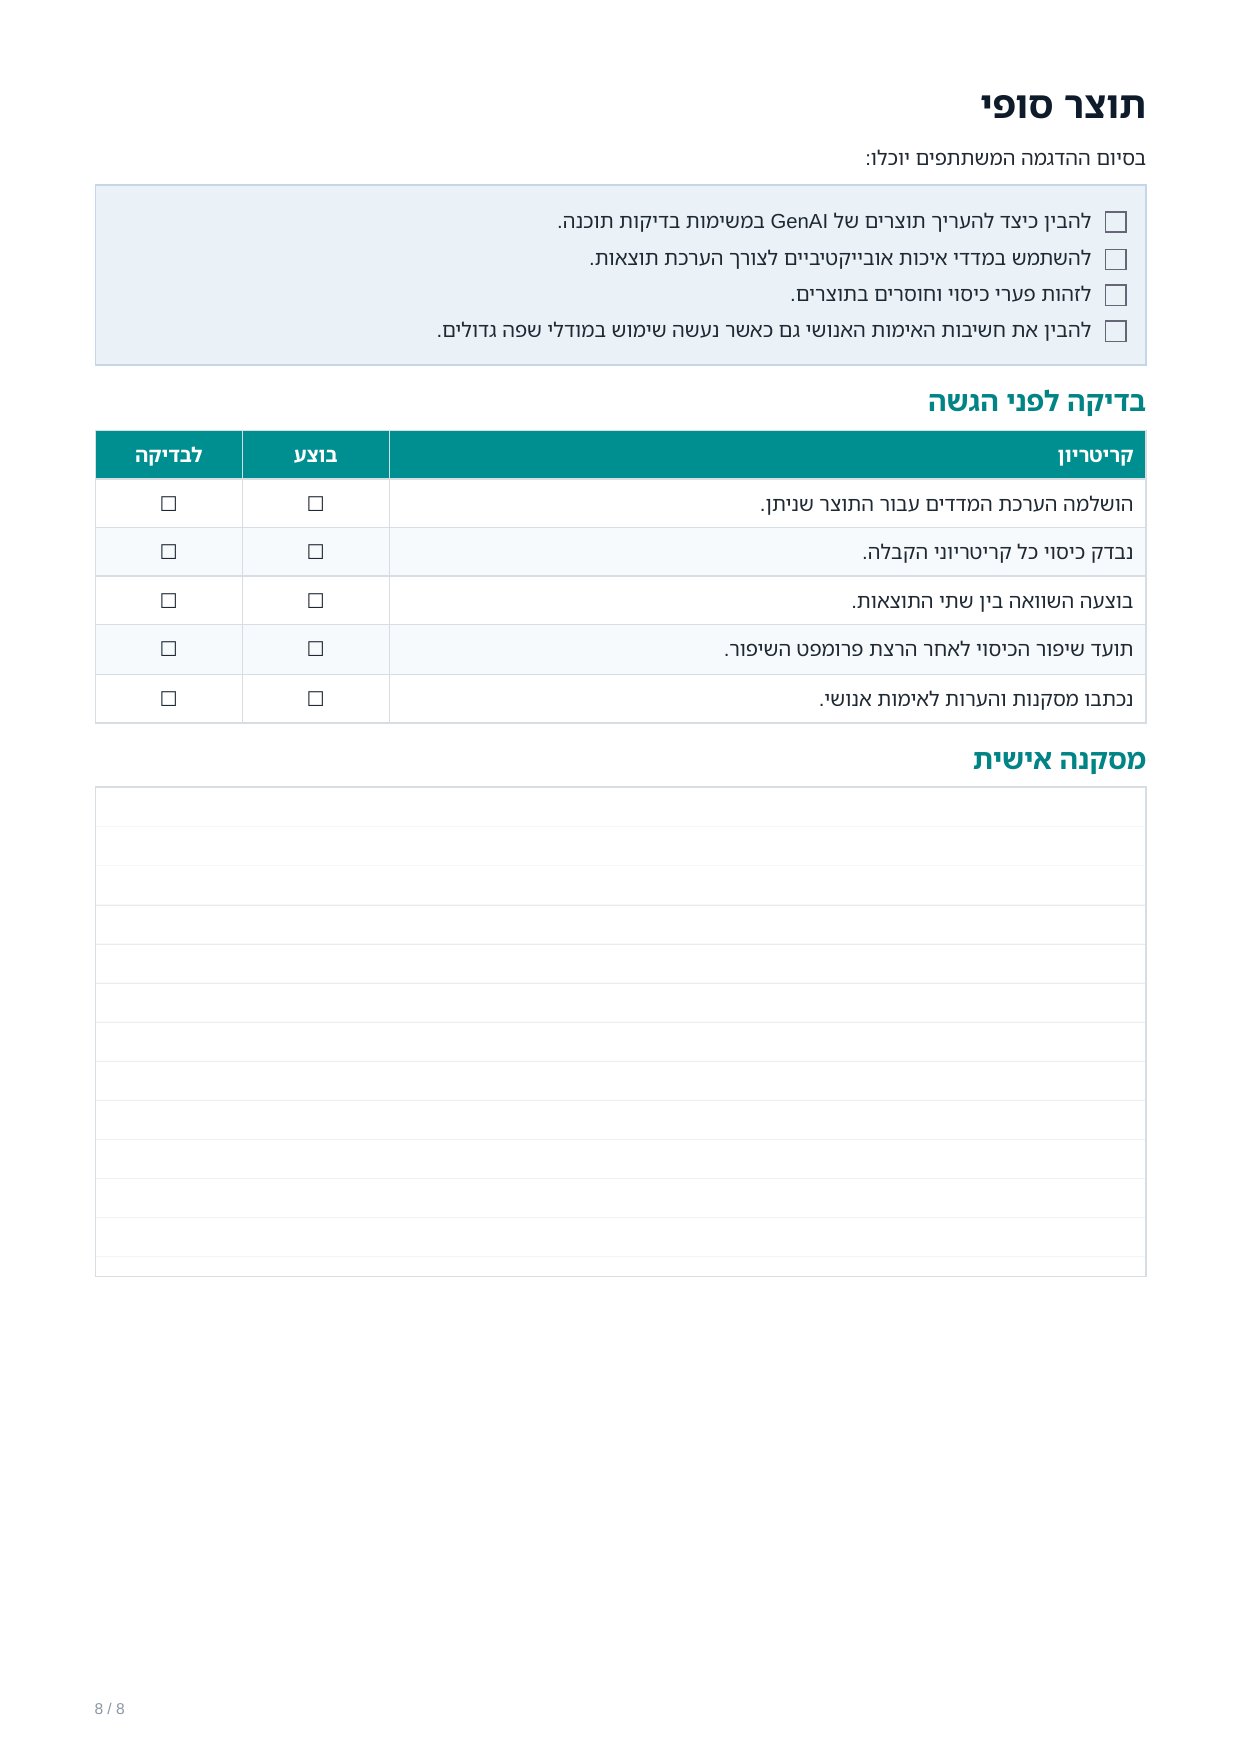 תוצר סופי
בסיום ההדגמה המשתתפים יוכלו:
☐ להבין כיצד להעריך תוצרים של GenAI במשימות בדיקות תוכנה.
☐ להשתמש במדדי איכות אובייקטיביים לצורך הערכת תוצאות.
☐ לזהות פערי כיסוי וחוסרים בתוצרים.
☐ להבין את חשיבות האימות האנושי גם כאשר נעשה שימוש במודלי שפה גדולים.
בדיקה לפני הגשה
קריטריון בוצע לבדיקה
הושלמה הערכת המדדים עבור התוצר שניתן. ☐ ☐
נבדק כיסוי כל קריטריוני הקבלה. ☐ ☐
בוצעה השוואה בין שתי התוצאות. ☐ ☐
תועד שיפור הכיסוי לאחר הרצת פרומפט השיפור. ☐ ☐
נכתבו מסקנות והערות לאימות אנושי. ☐ ☐
מסקנה אישית
8 / 8